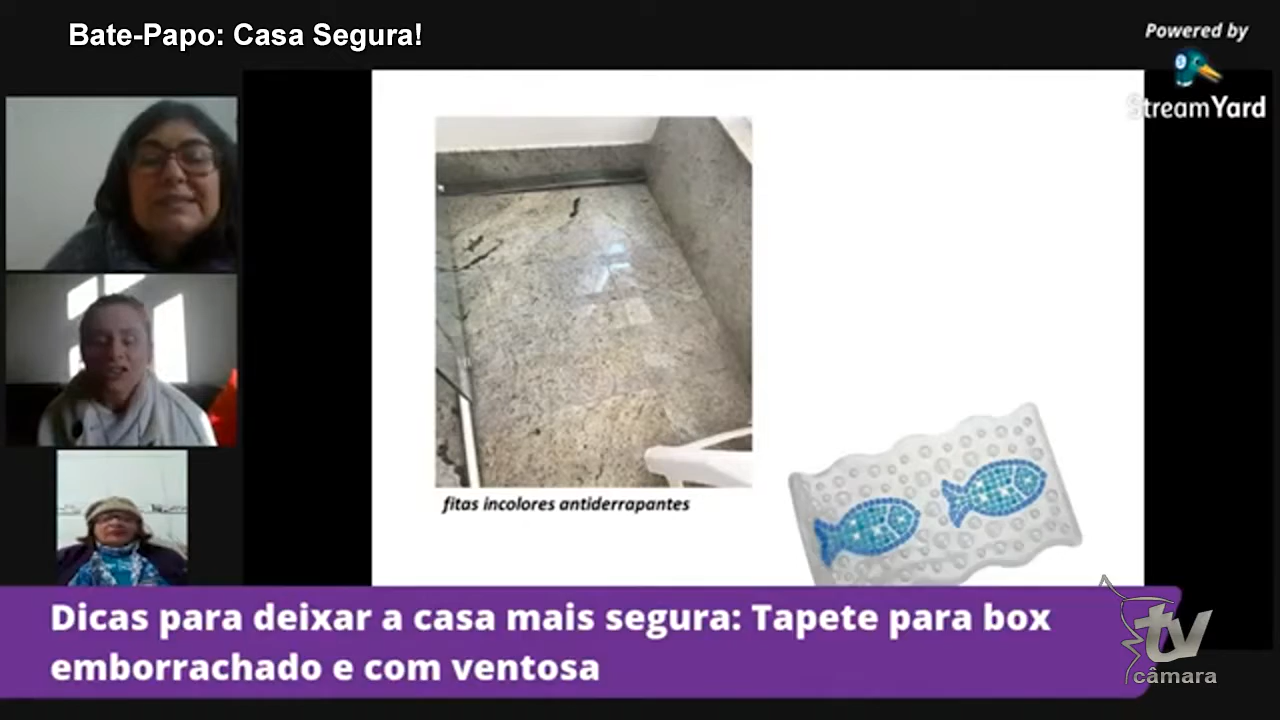 Bate-Papo: Casa Segura!
Powered by
StreamYard
fitas incolores antiderrapantes
Dicas para deixar a casa mais segura: Tapete para box
emborrachado e com ventosa
tv
câmara